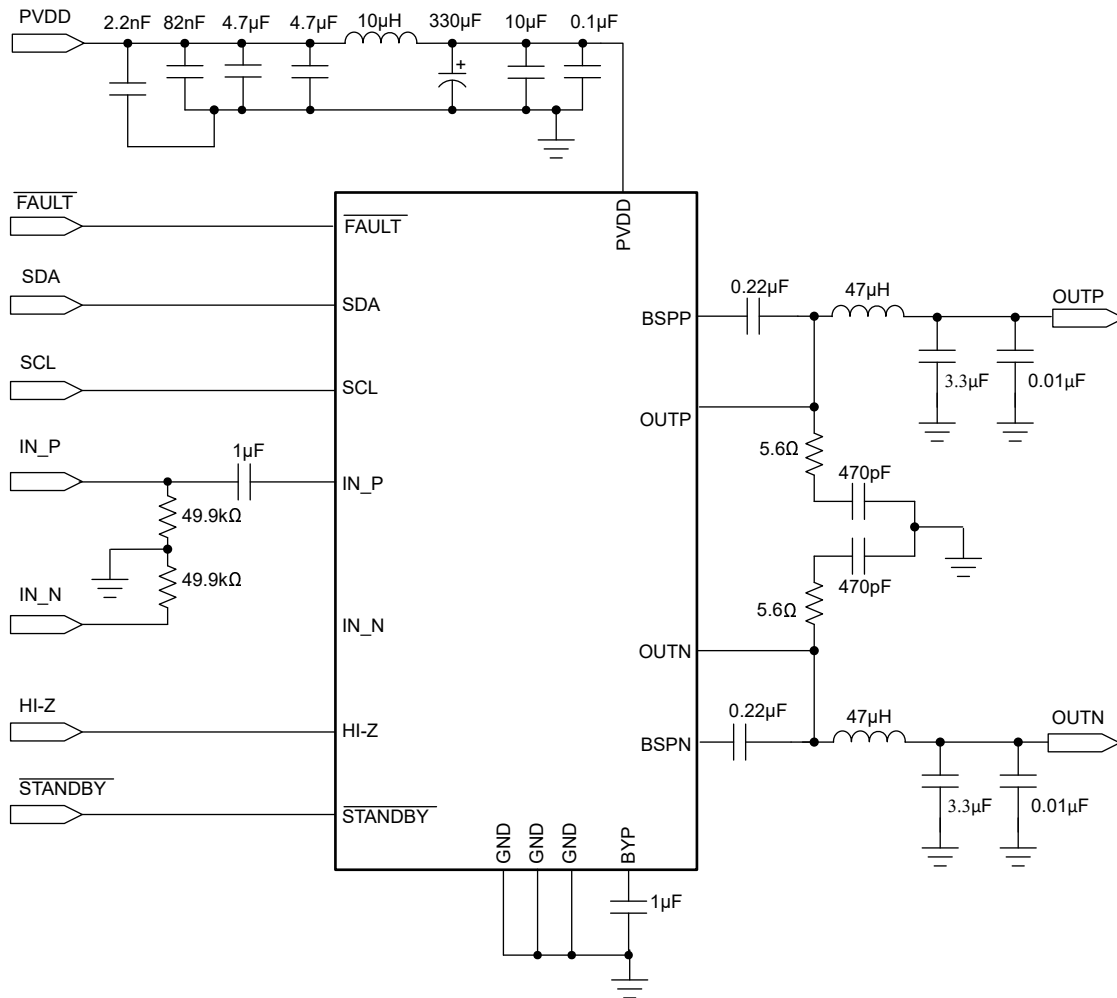 PVDD
2.2nF 82nF 4.7µF 4.7µF 10µH 330µF 10µF 0.1µF
+
FAULT
FAULT
PVDD
SDA
SDA
BSPP
0.22µF
47µH
OUTP
3.3µF
0.01µF
SCL
SCL
OUTP
5.6Ω
470pF
IN_P
1µF
IN_P
49.9kΩ
49.9kΩ
470pF
5.6Ω
IN_N
IN_N
OUTN
HI-Z
HI-Z
BSPN
0.22µF
47µH
OUTN
3.3µF
0.01µF
STANDBY
STANDBY
GND
GND
GND
BYP
1µF